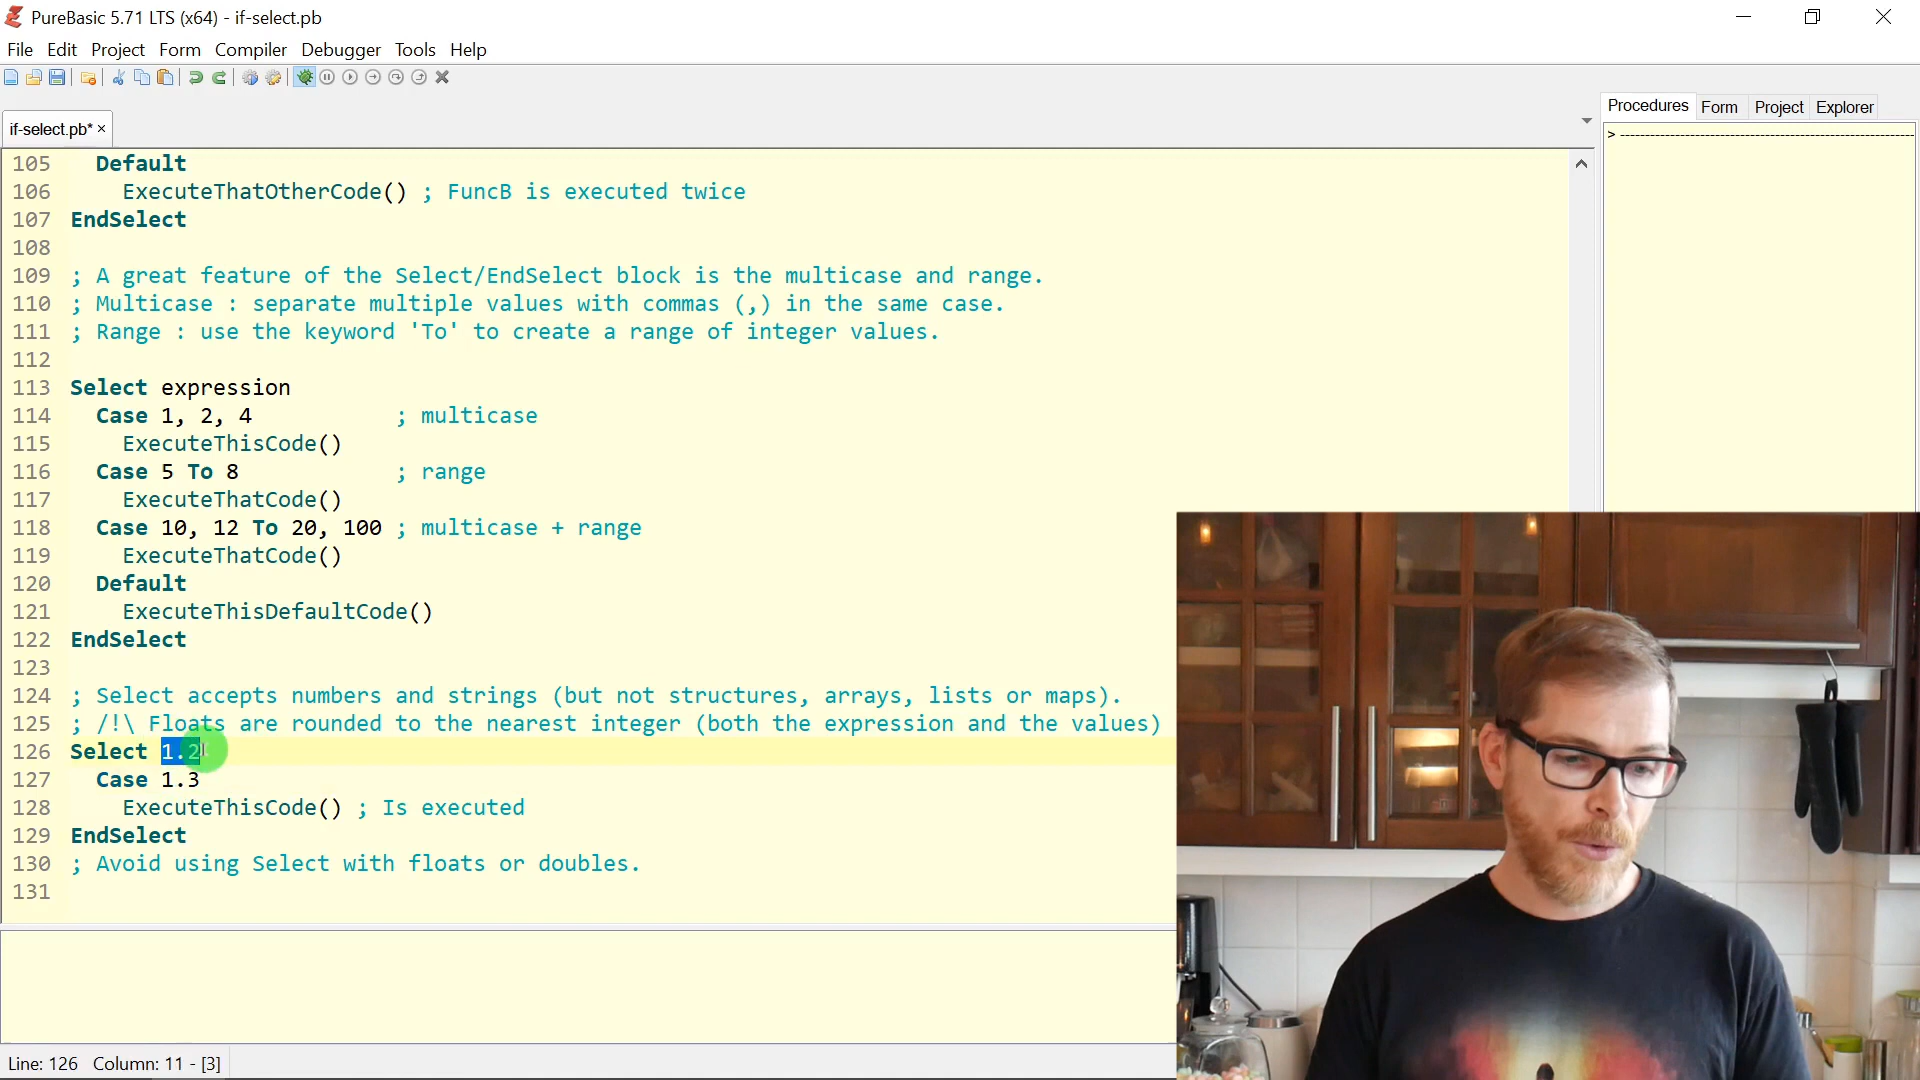 PureBasic 5.71 LTS (x64) - if-select.pb
File Edit Project Form Compiler Debugger Tools Help
if-select.pb*
Procedures Form Project Explorer
105 Default
106 ExecuteThatOtherCode() ; FuncB is executed twice
107 EndSelect
108
109 ; A great feature of the Select/EndSelect block is the multicase and range.
110 ; Multicase : separate multiple values with commas (,) in the same case.
111 ; Range : use the keyword 'To' to create a range of integer values.
112
113 Select expression
114 Case 1, 2, 4 ; multicase
115 ExecuteThisCode()
116 Case 5 To 8 ; range
117 ExecuteThatCode()
118 Case 10, 12 To 20, 100 ; multicase + range
119 ExecuteThatCode()
120 Default
121 ExecuteThisDefaultCode()
122 EndSelect
123
124 ; Select accepts numbers and strings (but not structures, arrays, lists or maps).
125 ; /!\ Floats are rounded to the nearest integer (both the expression and the values)
126 Select 1.2
127 Case 1.3
128 ExecuteThisCode() ; Is executed
129 EndSelect
130 ; Avoid using Select with floats or doubles.
131
Line: 126 Column: 11 - [3]